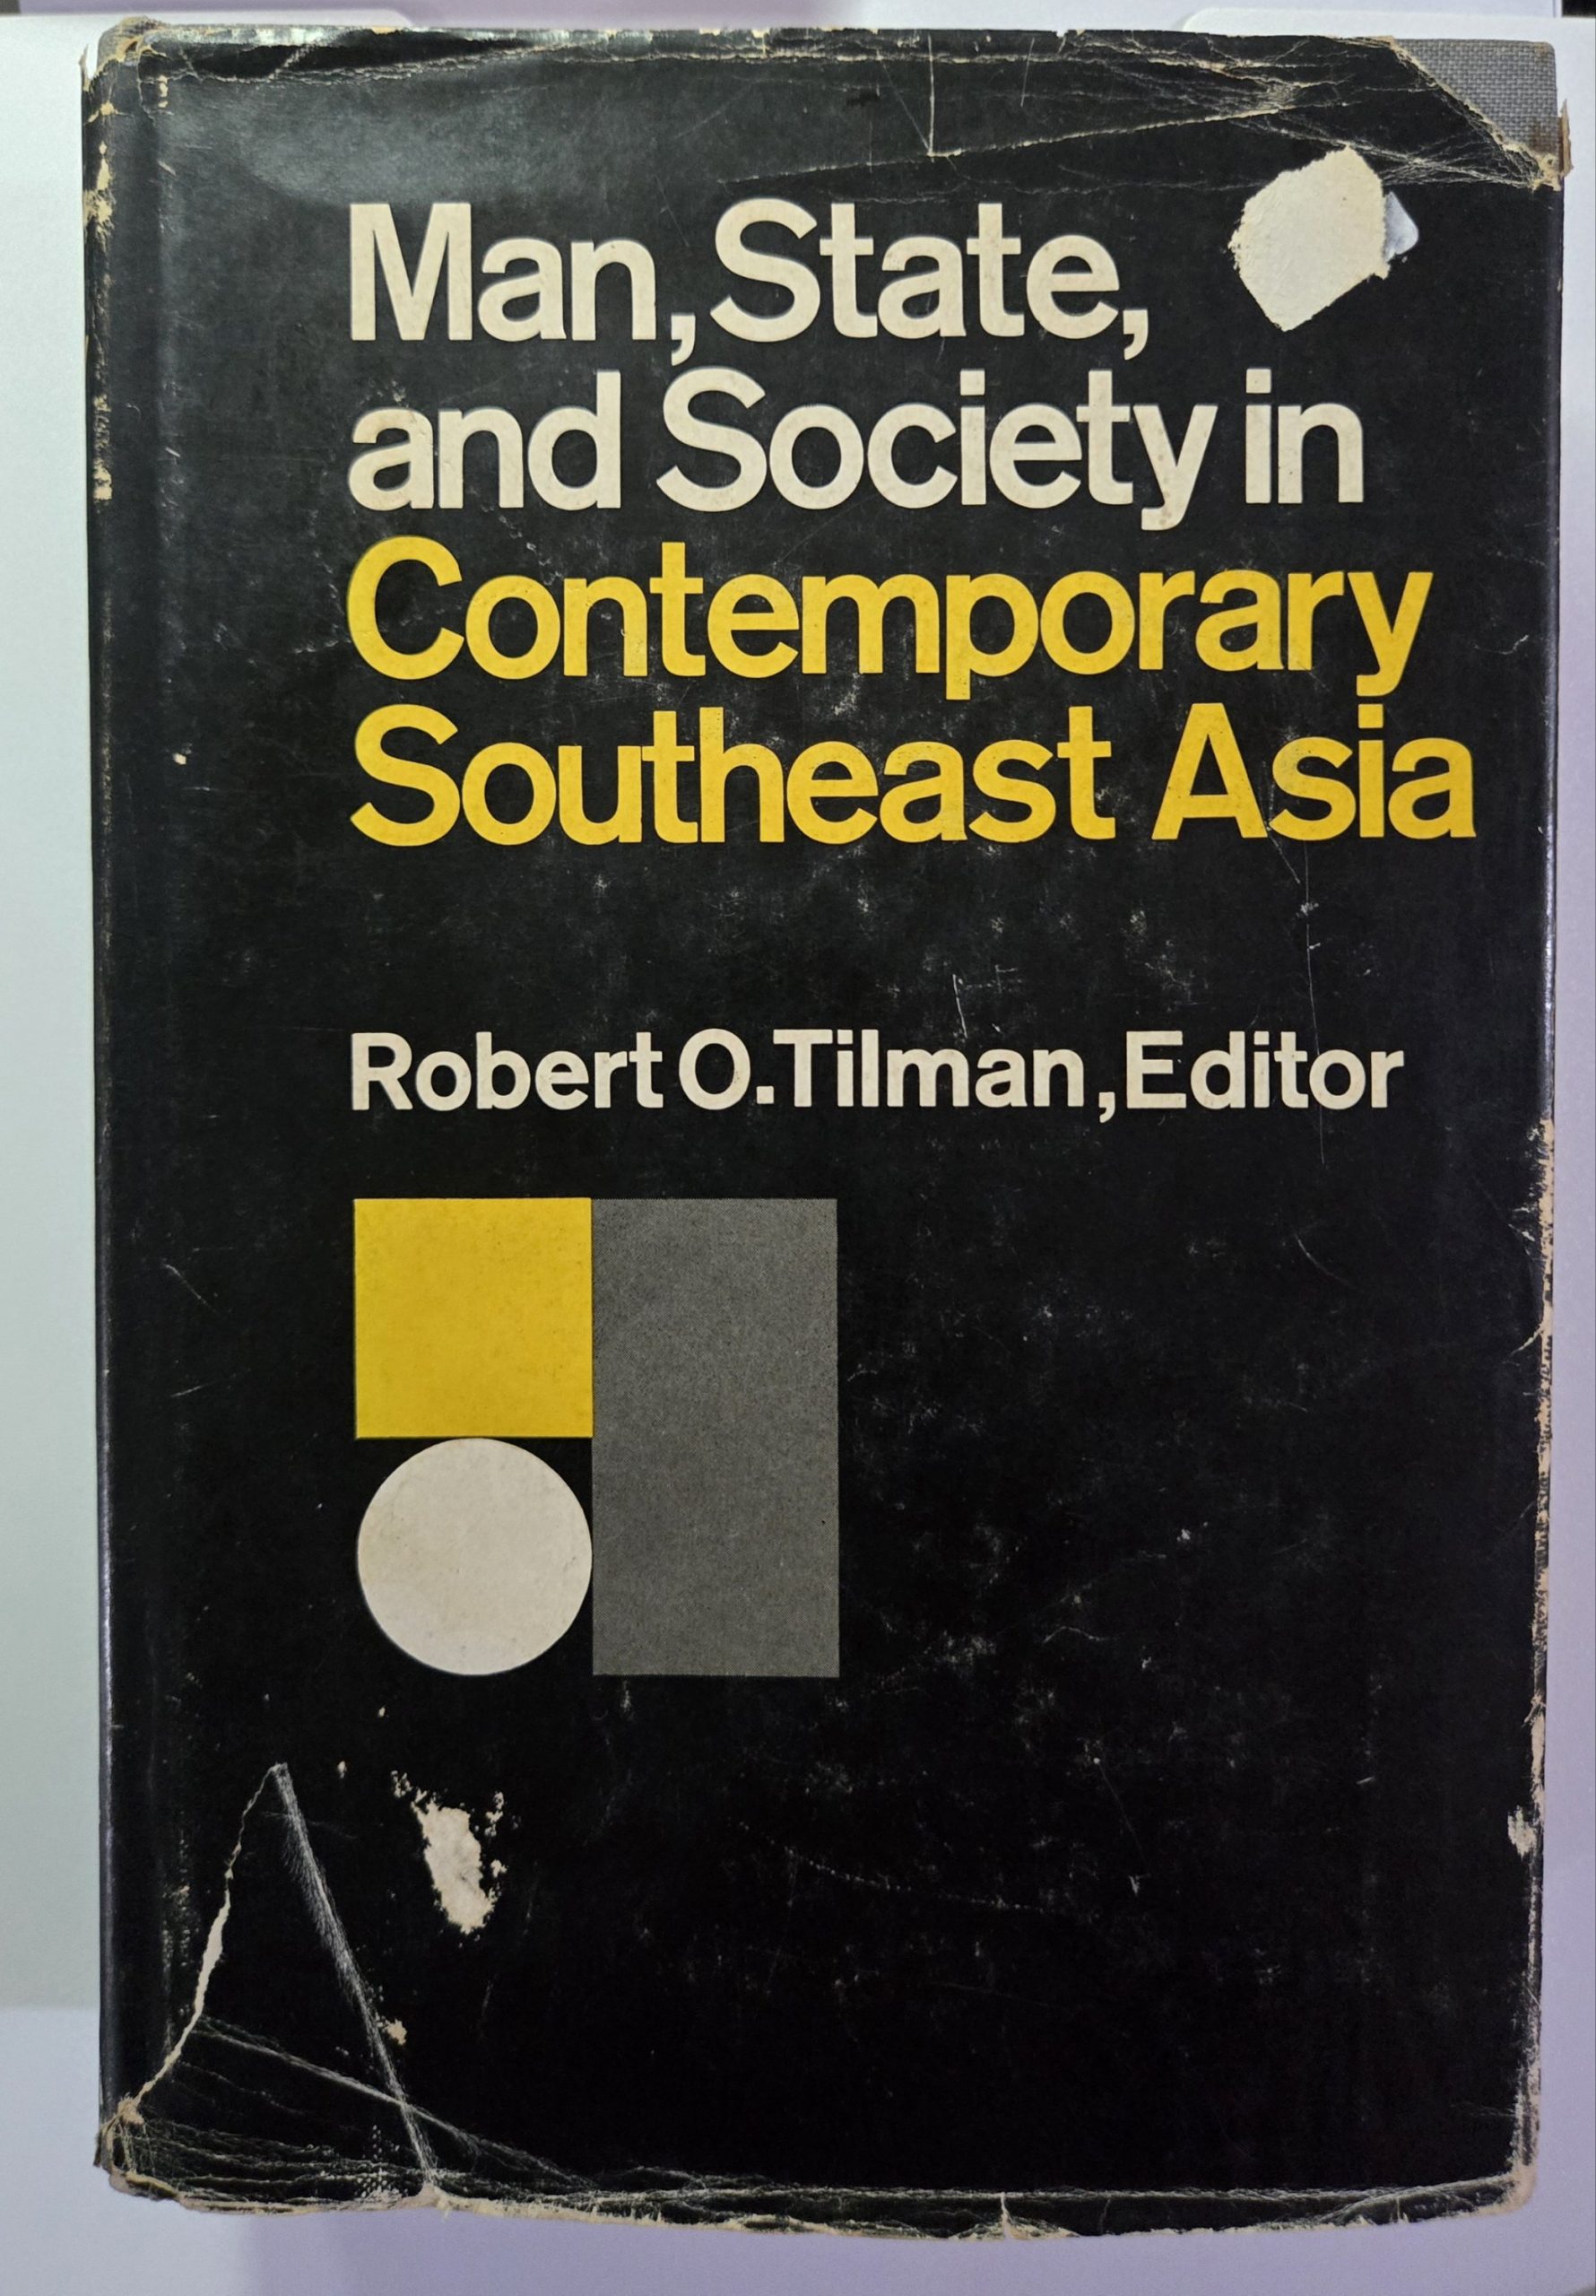 Man, State,
and Society in
Contemporary
Southeast Asia
Robert O. Tilman, Editor